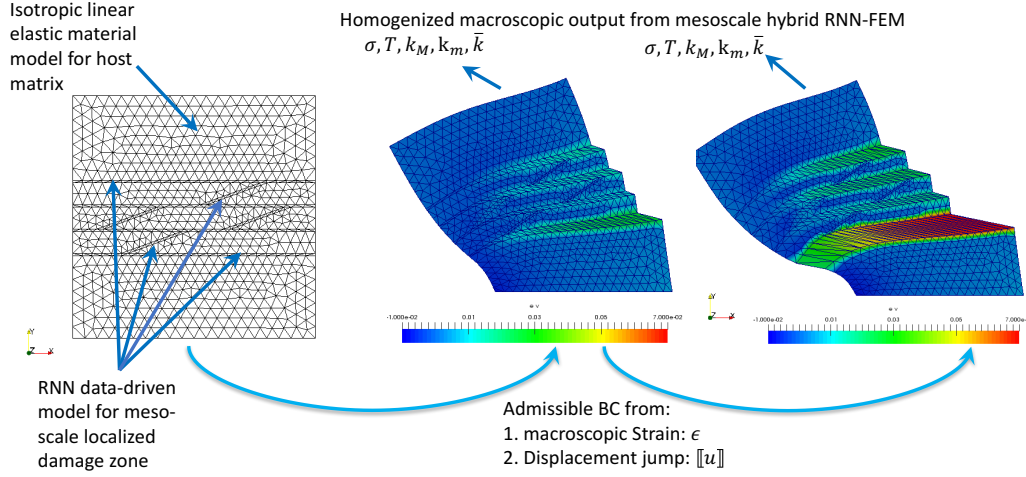 Isotropic linear
elastic material
model for host
matrix
Homogenized macroscopic output from mesoscale hybrid RNN-FEM
σ, T, k_M, k_m, k̄
σ, T, k_M, k_m, k̄
Y
Z X
e v
-1.000e-02 0.01 0.03 0.05 7.000e-02
Y
Z X
e v
-1.000e-02 0.01 0.03 0.05 7.000e-
RNN data-driven
model for meso-
scale localized
damage zone
Admissible BC from:
1. macroscopic Strain: ϵ
2. Displacement jump: ⟦u⟧